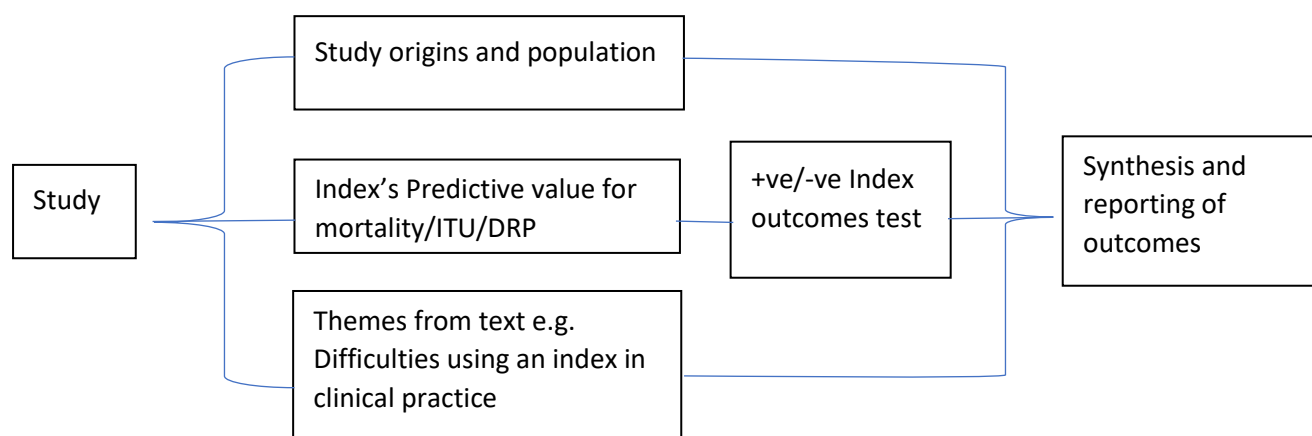 Study
Study origins and population
Index’s Predictive value for
mortality/ITU/DRP
Themes from text e.g.
Difficulties using an index in
clinical practice
+ve/-ve Index
outcomes test
Synthesis and
reporting of
outcomes